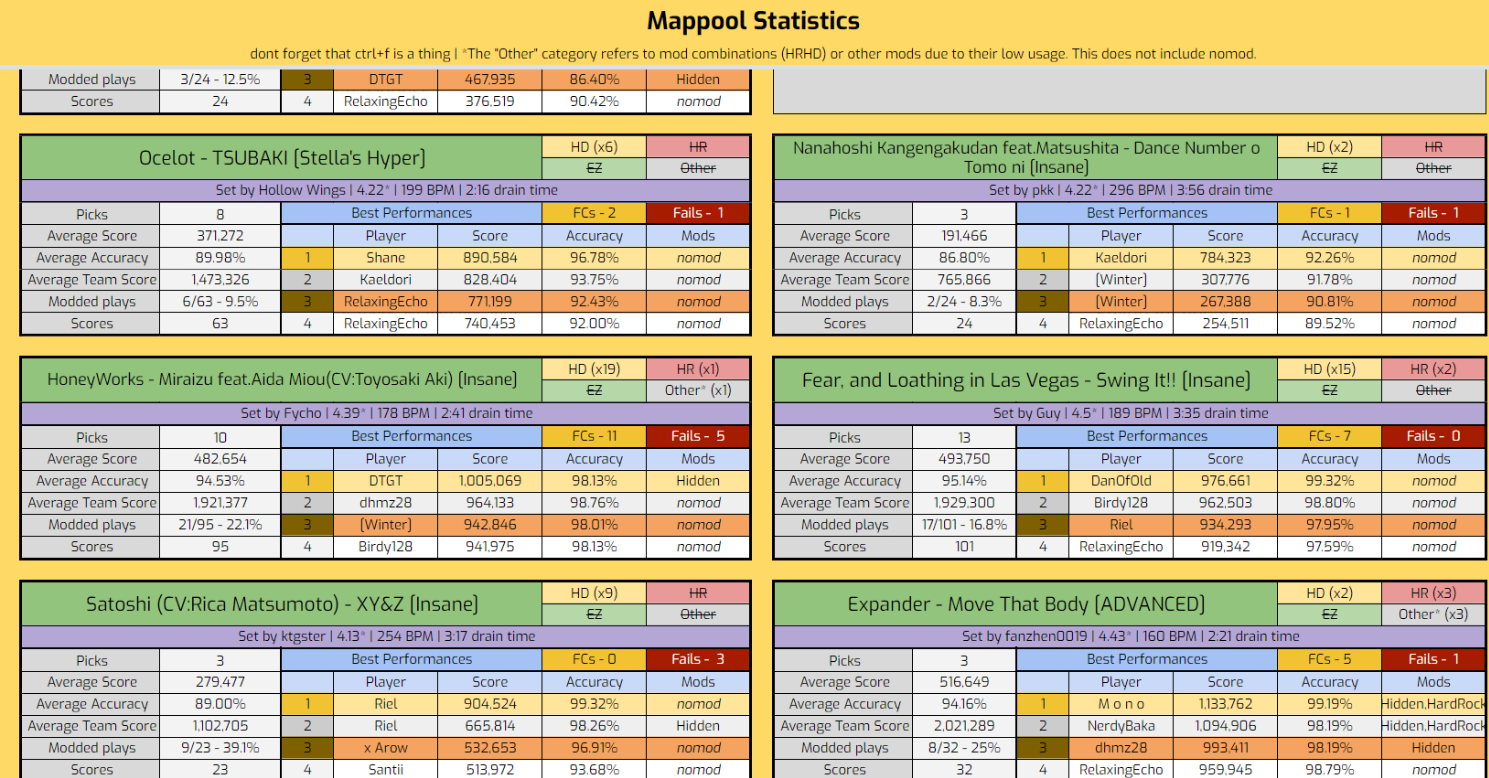 Mappool Statistics
dont forget that ctrl+f is a thing | *The "Other" category refers to mod combinations (HRHD) or other mods due to their low usage. This does not include nomod.
Modded plays 3/24 - 12.5% 3 DTGT 467,935 86.40% Hidden
Scores 24 4 RelaxingEcho 376,519 90.42% nomod
Ocelot - TSUBAKI [Stella's Hyper] HD (x6) HR
EZ Other
Set by Hollow Wings | 4.22* | 199 BPM | 2:16 drain time
Picks 8 Best Performances FCs - 2 Fails - 1
Average Score 371,272 Player Score Accuracy Mods
Average Accuracy 89.98% 1 Shane 890,584 96.78% nomod
Average Team Score 1,473,326 2 Kaeldori 828,404 93.75% nomod
Modded plays 6/63 - 9.5% 3 RelaxingEcho 771,199 92.43% nomod
Scores 63 4 RelaxingEcho 740,453 92.00% nomod
Nanahoshi Kangengakudan feat.Matsushita - Dance Number o
Tomo ni [Insane]
HD (x2) HR
EZ Other
Set by pkk | 4.22* | 296 BPM | 3:56 drain time
Picks 3 Best Performances FCs - 1 Fails - 1
Average Score 191,466 Player Score Accuracy Mods
Average Accuracy 86.80% 1 Kaeldori 784,323 92.26% nomod
Average Team Score 765,866 2 [Winter] 307,776 91.78% nomod
Modded plays 2/24 - 8.3% 3 [Winter] 267,388 90.81% nomod
Scores 24 4 RelaxingEcho 254,511 89.52% nomod
HoneyWorks - Miraizu feat.Aida Miou(CV:Toyosaki Aki) [Insane] HD (x19) HR (x1)
EZ Other* (x1)
Set by Fycho | 4.39* | 178 BPM | 2:41 drain time
Picks 10 Best Performances FCs - 11 Fails - 5
Average Score 482,654 Player Score Accuracy Mods
Average Accuracy 94.53% 1 DTGT 1,005,069 98.13% Hidden
Average Team Score 1,921,377 2 dhmz28 964,133 98.76% nomod
Modded plays 21/95 - 22.1% 3 [Winter] 942,846 98.01% nomod
Scores 95 4 Birdy128 941,975 98.13% nomod
Fear, and Loathing in Las Vegas - Swing It!! [Insane] HD (x15) HR (x2)
EZ Other
Set by Guy | 4.5* | 189 BPM | 3:35 drain time
Picks 13 Best Performances FCs - 7 Fails - 0
Average Score 493,750 Player Score Accuracy Mods
Average Accuracy 95.14% 1 DanOfOld 976,661 99.32% nomod
Average Team Score 1,929,300 2 Birdy128 962,503 98.80% nomod
Modded plays 17/101 - 16.8% 3 Riel 934,293 97.95% nomod
Scores 101 4 RelaxingEcho 919,342 97.59% nomod
Satoshi (CV:Rica Matsumoto) - XY&Z [Insane] HD (x9) HR
EZ Other
Set by ktgster | 4.13* | 254 BPM | 3:17 drain time
Picks 3 Best Performances FCs - 0 Fails - 3
Average Score 279,477 Player Score Accuracy Mods
Average Accuracy 89.00% 1 Riel 904,524 99.32% nomod
Average Team Score 1,102,705 2 Riel 665,814 98.26% Hidden
Modded plays 9/23 - 39.1% 3 x Arow 532,653 96.91% nomod
Scores 23 4 Santii 513,972 93.68% nomod
Expander - Move That Body [ADVANCED] HD (x2) HR (x3)
EZ Other* (x3)
Set by fanzhen0019 | 4.43* | 160 BPM | 2:21 drain time
Picks 3 Best Performances FCs - 5 Fails - 1
Average Score 516,649 Player Score Accuracy Mods
Average Accuracy 94.16% 1 M o n o 1,133,762 99.19% Hidden,HardRock
Average Team Score 2,021,289 2 NerdyBaka 1,094,906 98.19% Hidden,HardRock
Modded plays 8/32 - 25% 3 dhmz28 993,411 98.19% Hidden
Scores 32 4 RelaxingEcho 959,945 98.79% nomod